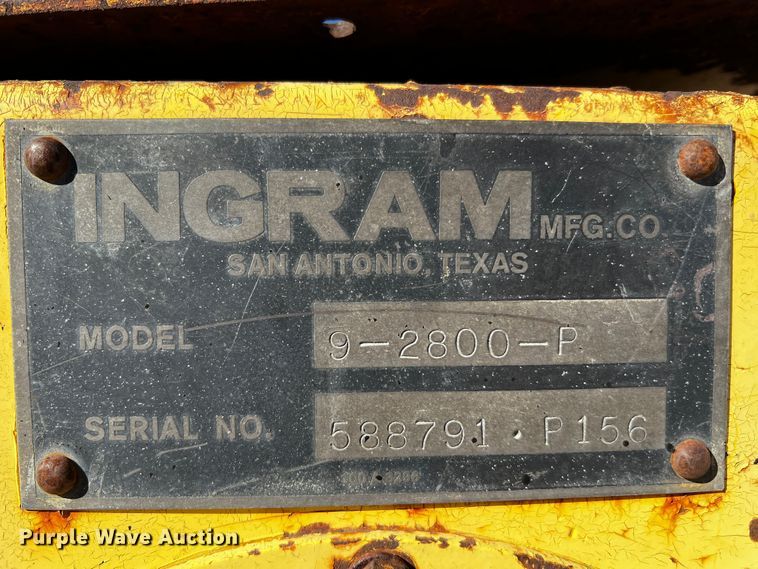 INGRAM MFG.CO
SAN ANTONIO, TEXAS
MODEL 9-2800-P
SERIAL NO. 588791 · P156
Purple Wave Auction